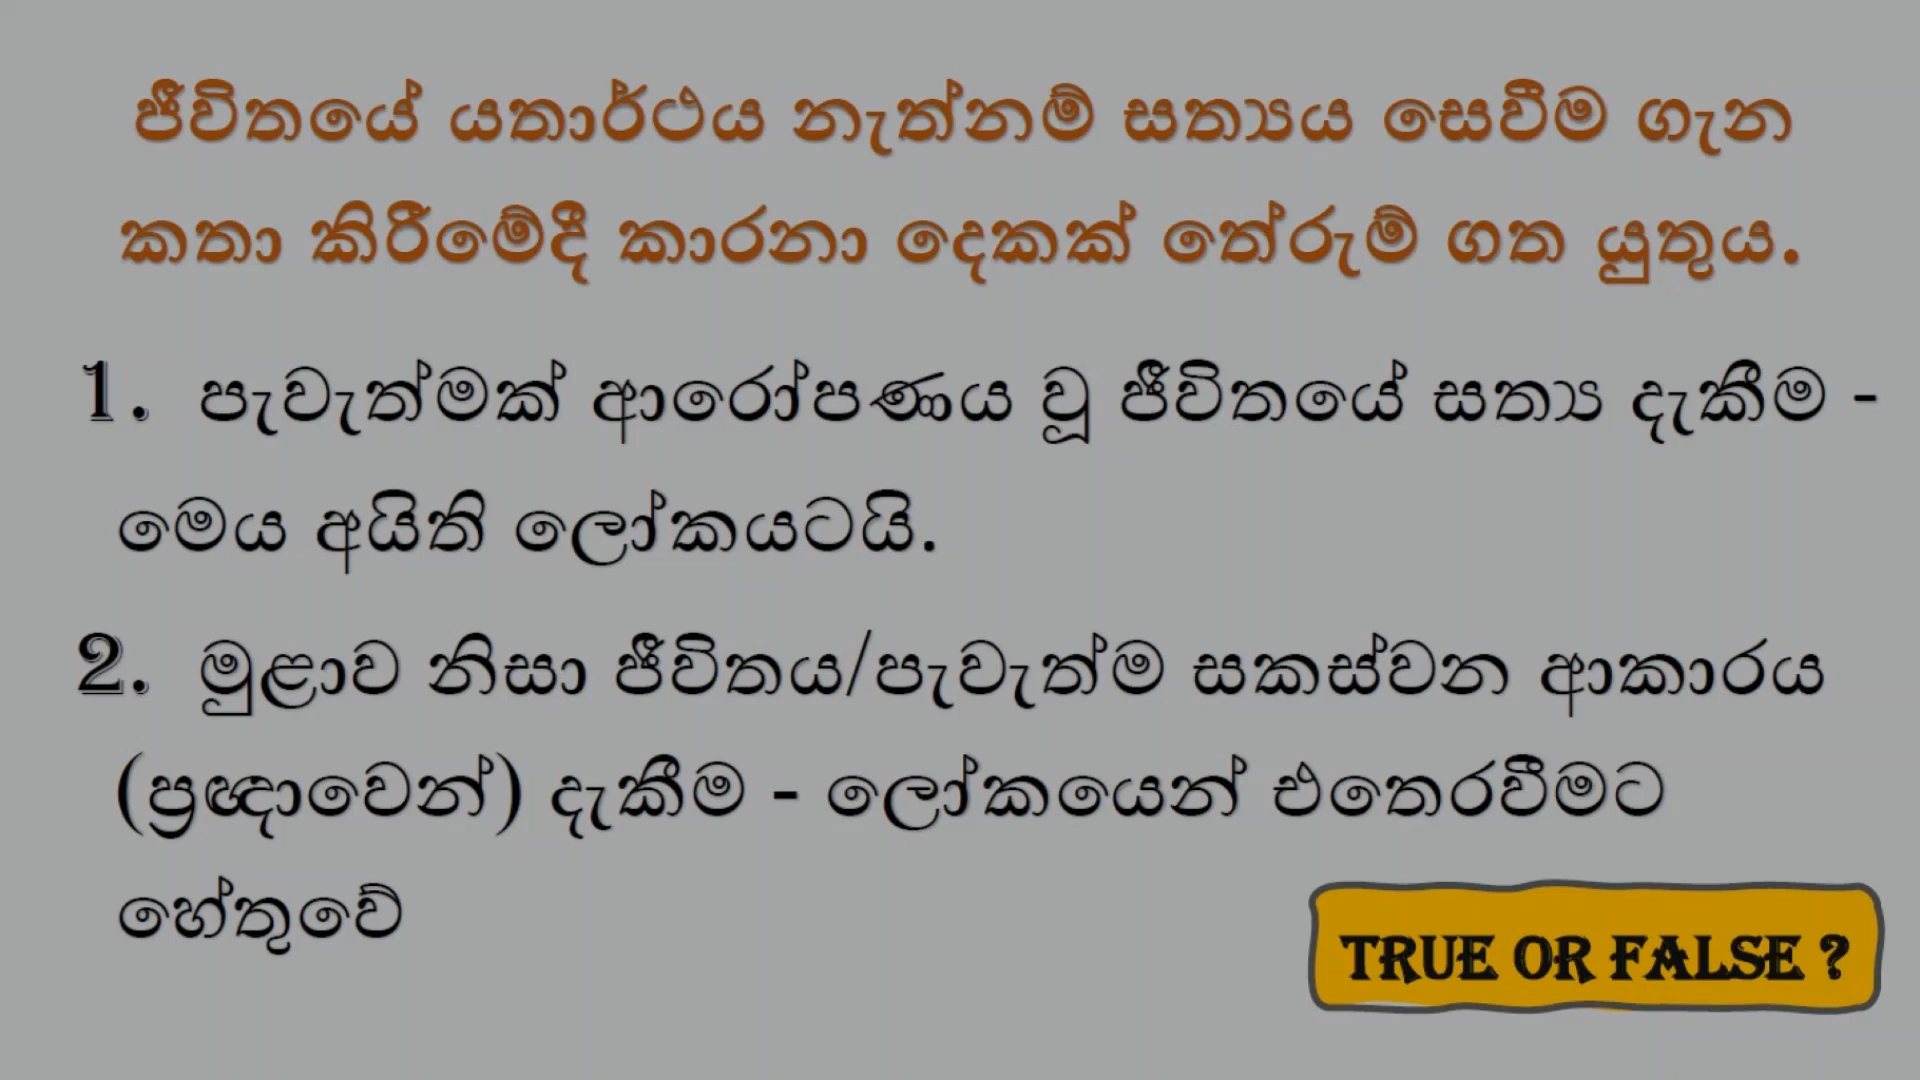 ජීවිතයේ යතාර්ථය නැත්නම් සත්‍යය සෙවීම ගැන
කතා කිරීමේදී කාරනා දෙකක් තේරුම් ගත යුතුය.
1. පැවැත්මක් ආරෝපණය වූ ජීවිතයේ සත්‍ය දැකීම -
මෙය අයිති ලෝකයටයි.
2. මුළාව නිසා ජීවිතය/පැවැත්ම සකස්වන ආකාරය
(ප්‍රඥාවෙන්) දැකීම - ලෝකයෙන් එතෙරවීමට
හේතුවේ
TRUE OR FALSE ?